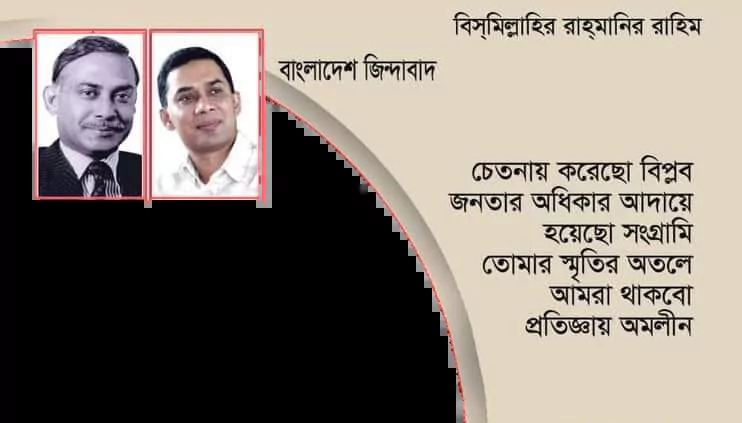 বিস্‌মিল্লাহির রাহ্‌মানির রাহিম
বাংলাদেশ জিন্দাবাদ
চেতনায় করেছো বিপ্লব
জনতার অধিকার আদায়ে
হয়েছো সংগ্রামি
তোমার স্মৃতির অতলে
আমরা থাকবো
প্রতিজ্ঞায় অমলীন